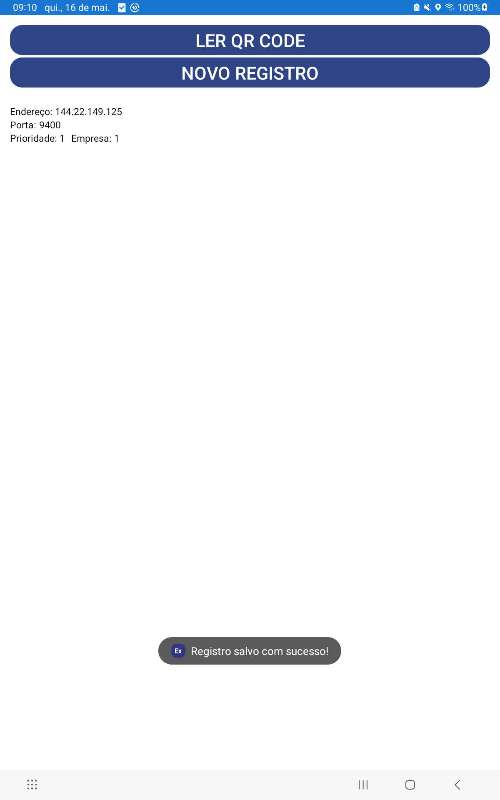 09:10 qui., 16 de mai. 100%
LER QR CODE
NOVO REGISTRO
Endereço: 144.22.149.125
Porta: 9400
Prioridade: 1 Empresa: 1
Ex Registro salvo com sucesso!